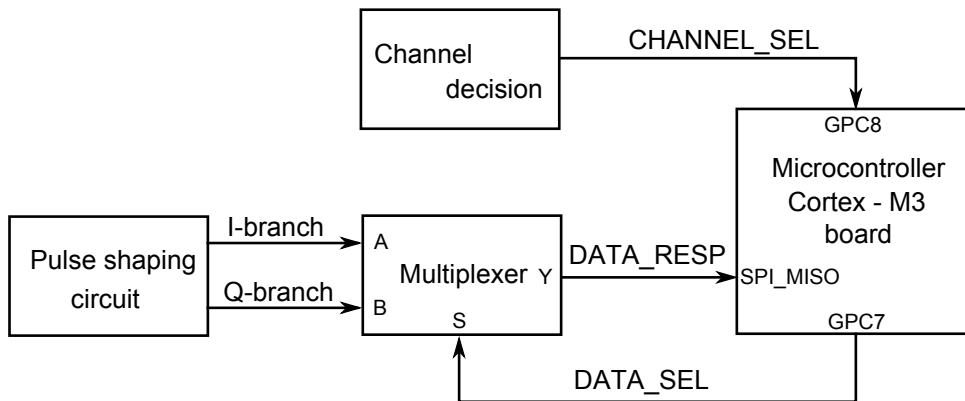 Channel
decision
CHANNEL_SEL
GPC8
Microcontroller
Cortex - M3
board
SPI_MISO
GPC7
Pulse shaping
circuit
I-branch
Q-branch
A
B
Multiplexer
Y
S
DATA_RESP
DATA_SEL